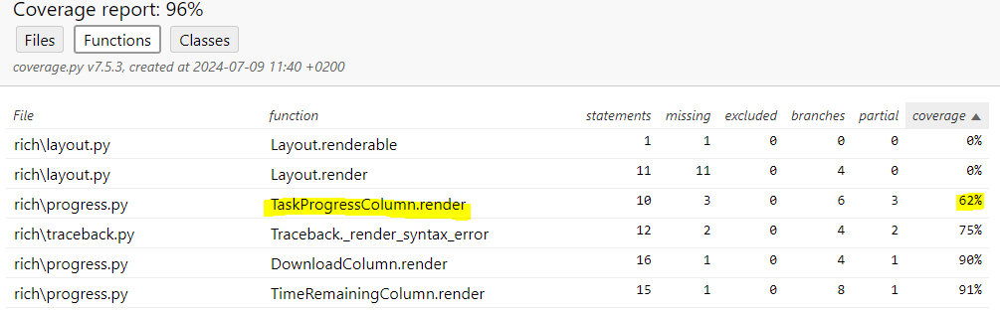 Coverage report: 96%
Files Functions Classes
coverage.py v7.5.3, created at 2024-07-09 11:40 +0200
File function statements missing excluded branches partial coverage ▲
rich\layout.py Layout.renderable 1 1 0 0 0 0%
rich\layout.py Layout.render 11 11 0 4 0 0%
rich\progress.py TaskProgressColumn.render 10 3 0 6 3 62%
rich\traceback.py Traceback._render_syntax_error 12 2 0 4 2 75%
rich\progress.py DownloadColumn.render 16 1 0 4 1 90%
rich\progress.py TimeRemainingColumn.render 15 1 0 8 1 91%